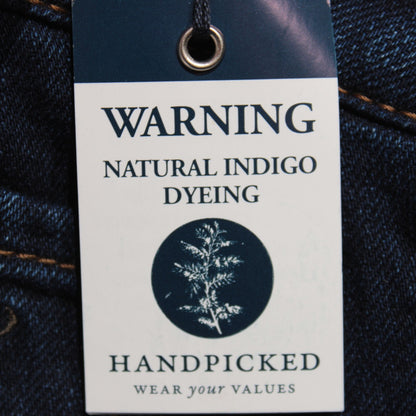 WARNING
NATURAL INDIGO
DYEING
HANDPICKED
WEAR your VALUES